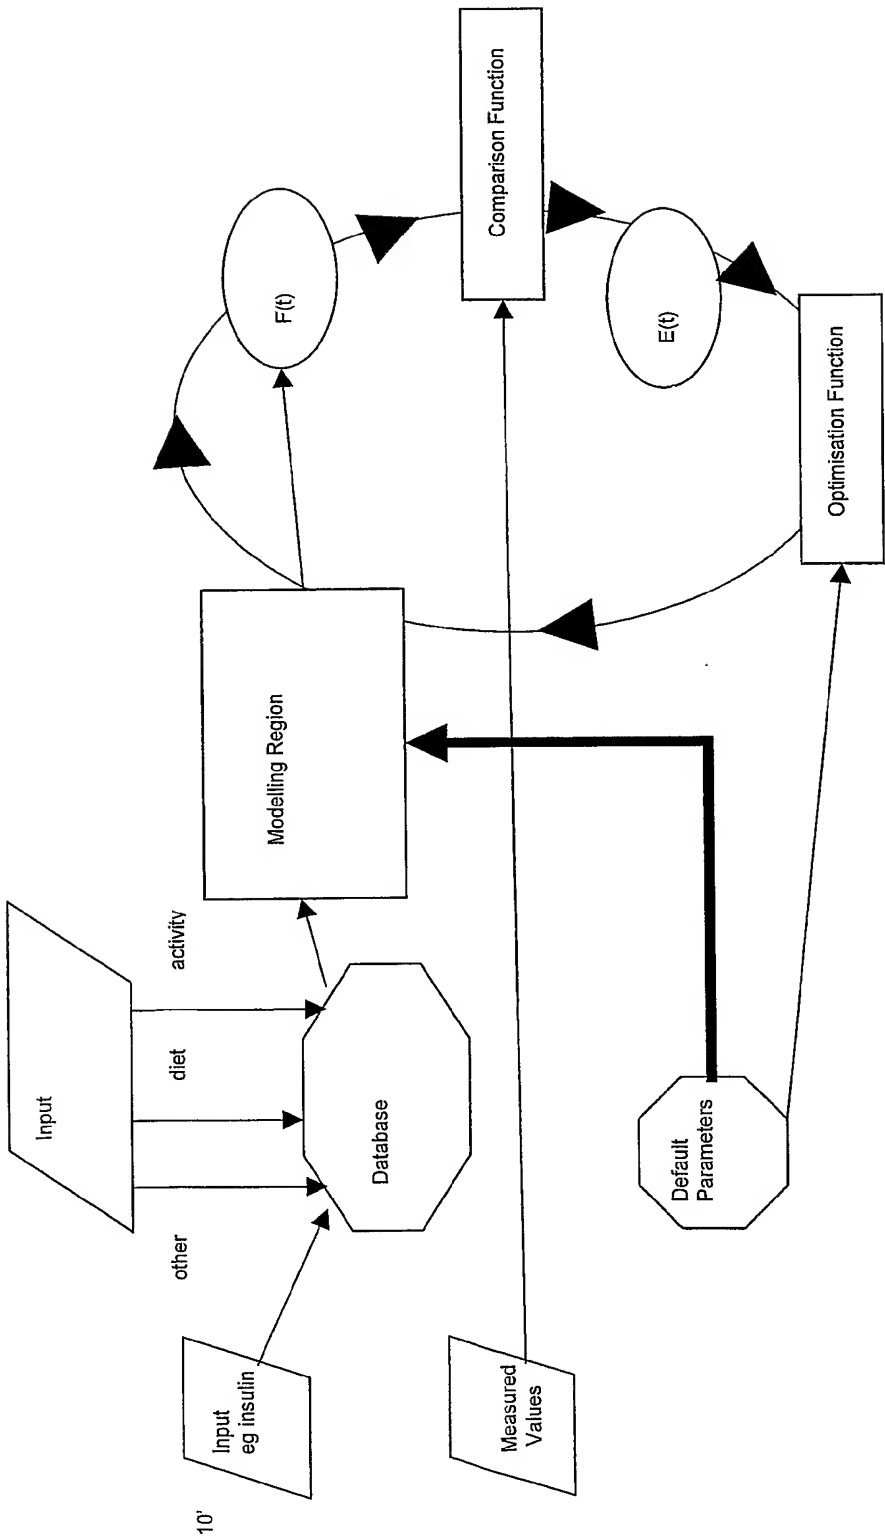 10'
Input
eg insulin
other
Input
diet
activity
Database
Modelling Region
F(t)
Measured
Values
Comparison Function
E(t)
Default
Parameters
Optimisation Function